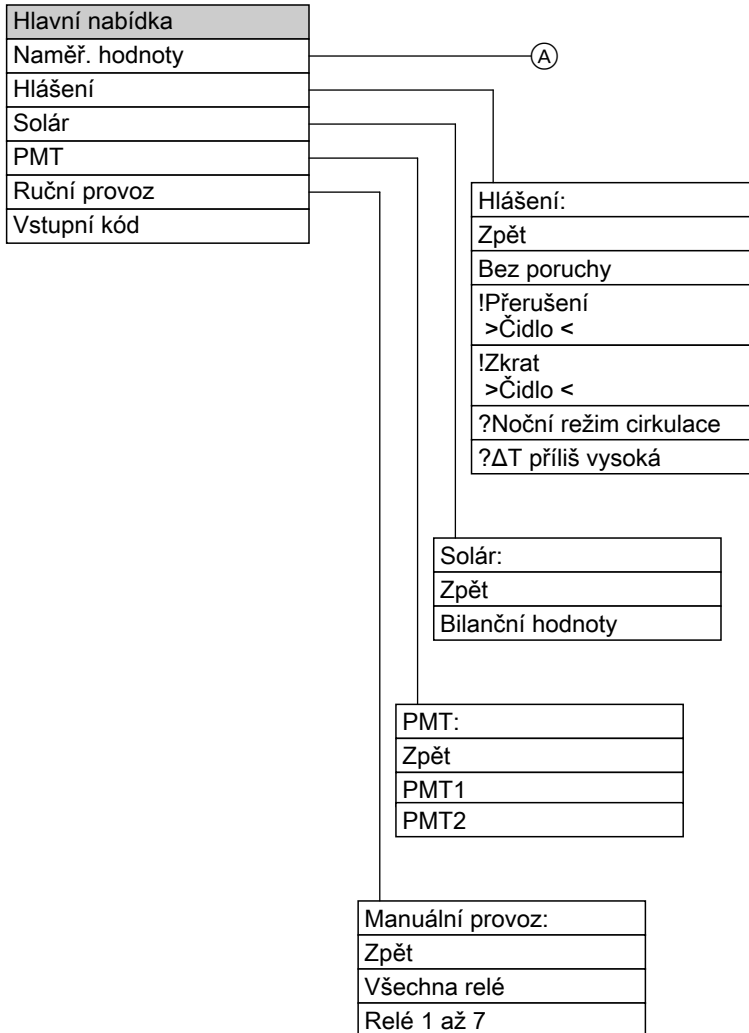 Hlavní nabídka
Naměř. hodnoty
A
Hlášení
Solár
PMT
Ruční provoz
Vstupní kód
Hlášení:
Zpět
Bez poruchy
!Přerušení
>Čidlo <
!Zkrat
>Čidlo <
?Noční režim cirkulace
?ΔT příliš vysoká
Solár:
Zpět
Bilanční hodnoty
PMT:
Zpět
PMT1
PMT2
Manuální provoz:
Zpět
Všechna relé
Relé 1 až 7